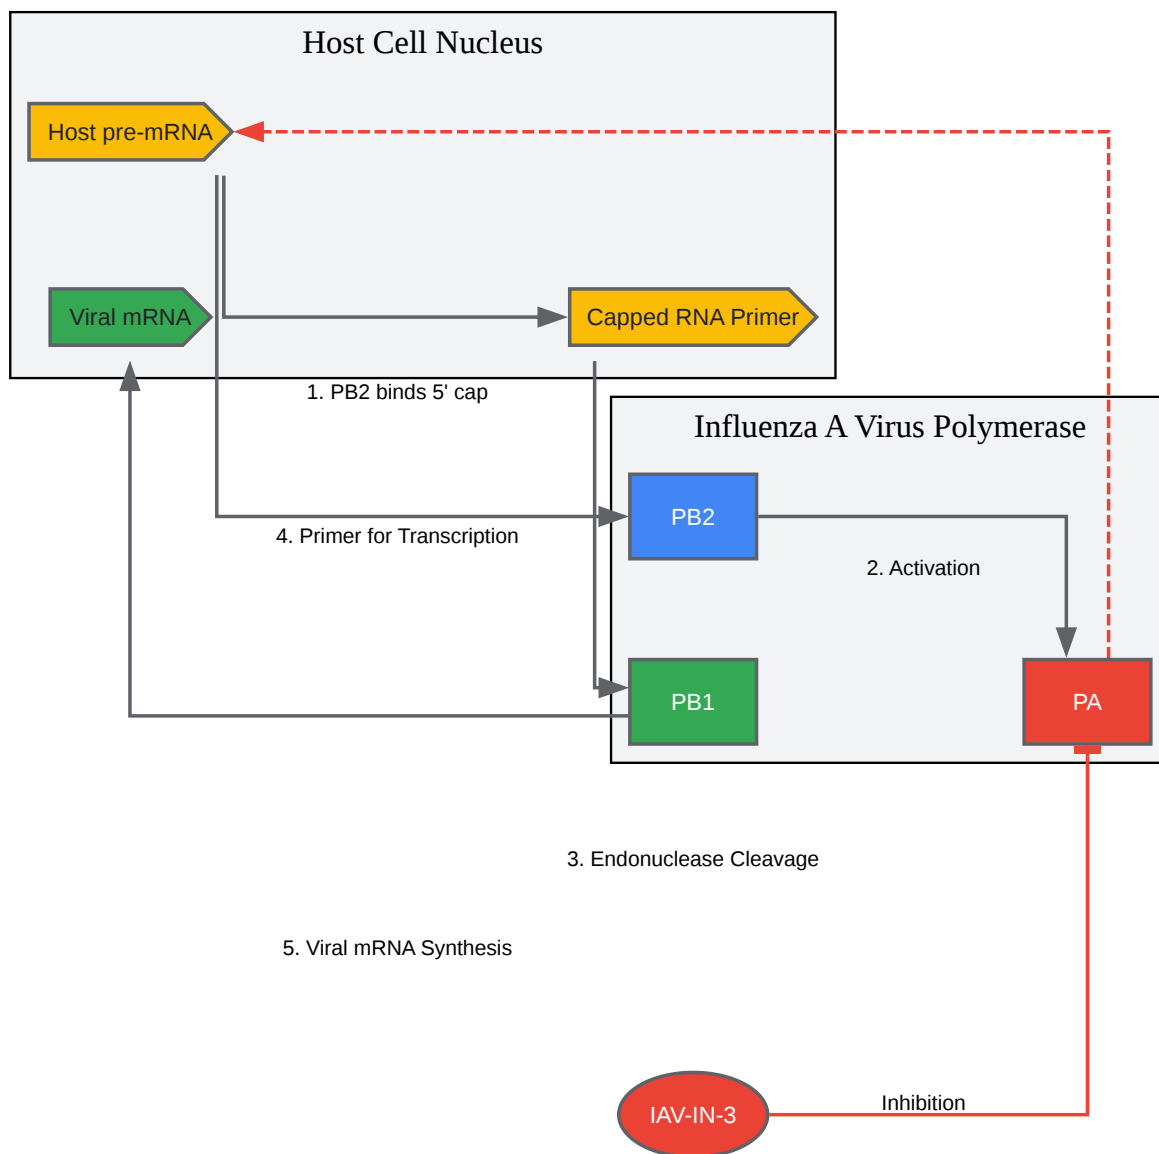 Host Cell Nucleus
Host pre-mRNA
Viral mRNA
Capped RNA Primer
1. PB2 binds 5' cap
Influenza A Virus Polymerase
PB2
4. Primer for Transcription
2. Activation
PB1
PA
3. Endonuclease Cleavage
5. Viral mRNA Synthesis
Inhibition
IAV-IN-3